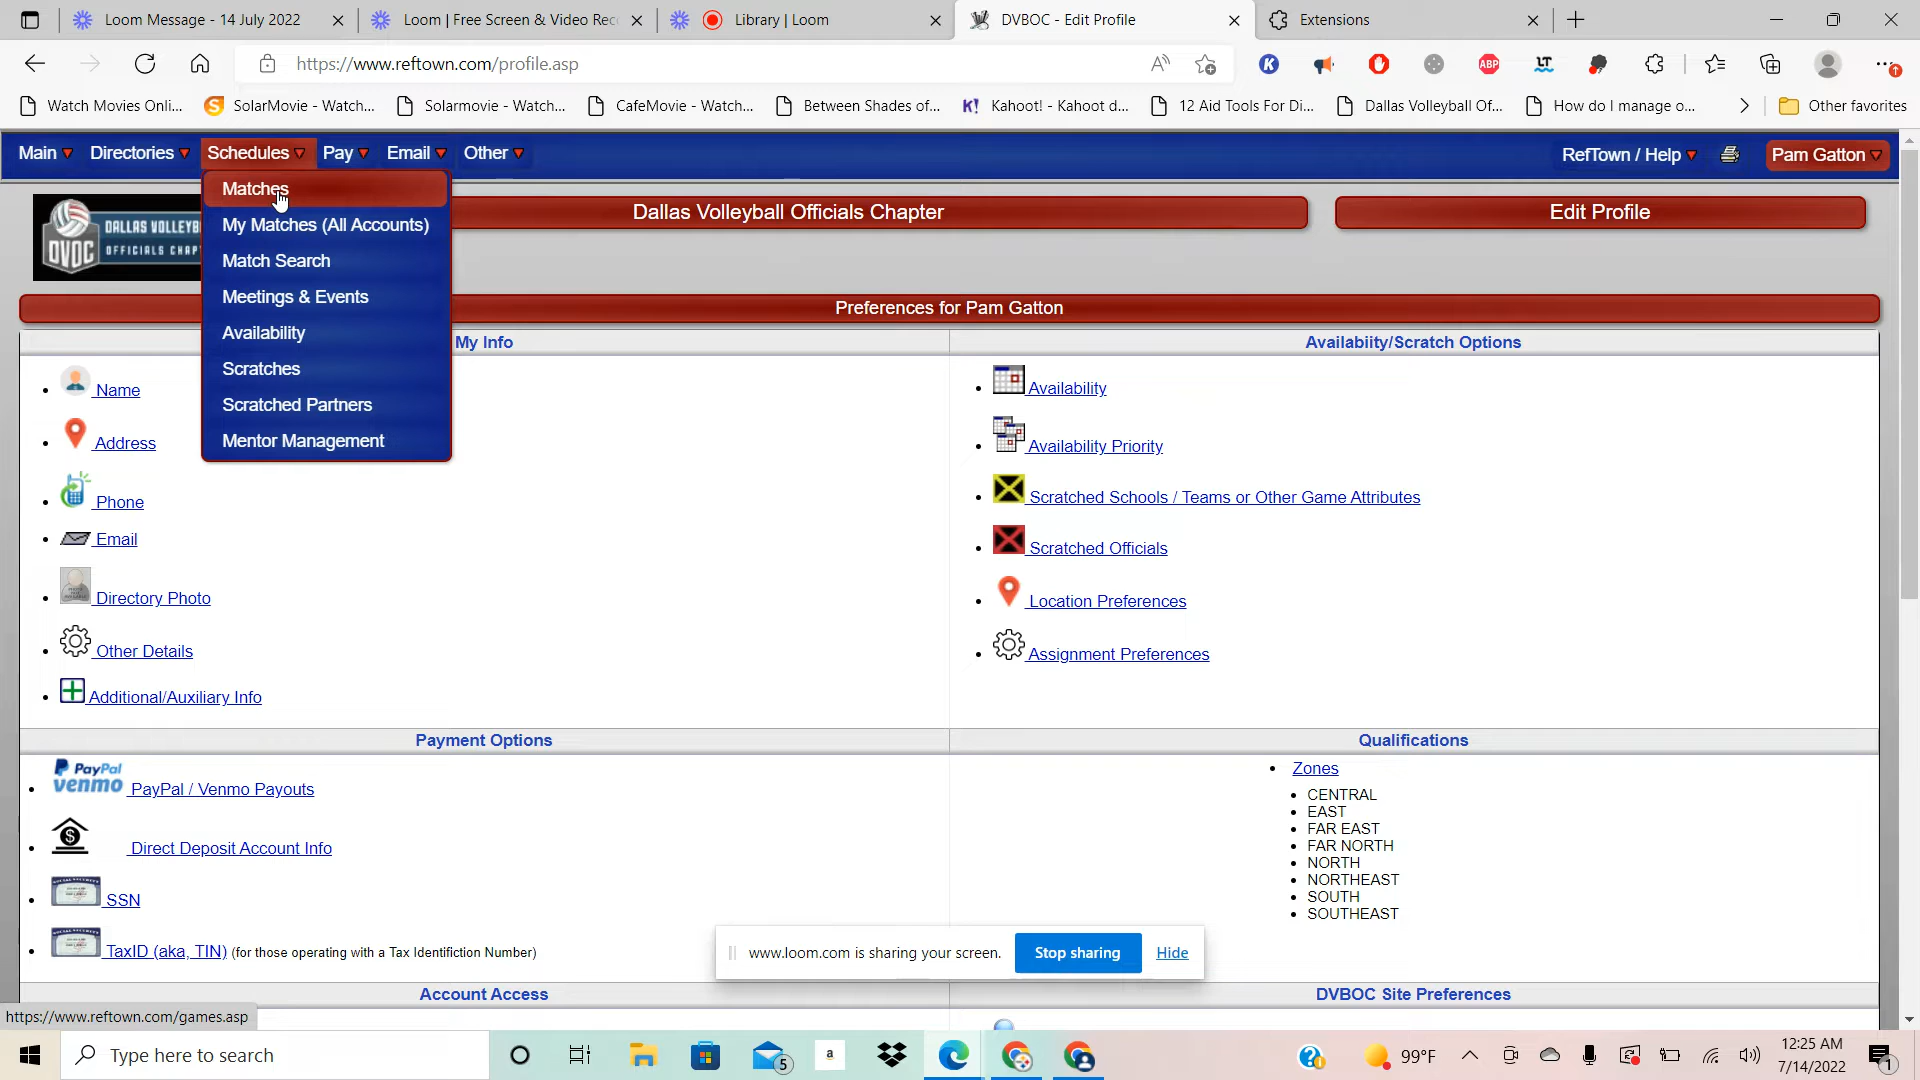 Loom Message - 14 July 2022
Loom | Free Screen & Video Rec
Library | Loom
DVBOC - Edit Profile
Extensions
https://www.reftown.com/profile.asp
Watch Movies Onli...
SolarMovie - Watch...
Solarmovie - Watch...
CafeMovie - Watch...
Between Shades of...
Kahoot! - Kahoot d...
12 Aid Tools For Di...
Dallas Volleyball Of...
How do I manage o...
Other favorites
Main
Directories
Schedules
Pay
Email
Other
RefTown / Help
Pam Gatton
Matches
My Matches (All Accounts)
Match Search
Meetings & Events
Availability
Scratches
Scratched Partners
Mentor Management
DVOC
DALLAS VOLLEYB
OFFICIALS CHAP
Dallas Volleyball Officials Chapter
Edit Profile
Preferences for Pam Gatton
My Info
Name
Address
Phone
Email
Directory Photo
Other Details
Additional/Auxiliary Info
Availabiity/Scratch Options
Availability
Availability Priority
Scratched Schools / Teams or Other Game Attributes
Scratched Officials
Location Preferences
Assignment Preferences
Payment Options
PayPal
venmo
PayPal / Venmo Payouts
Direct Deposit Account Info
SSN
TaxID (aka, TIN) (for those operating with a Tax Identifiction Number)
Qualifications
Zones
CENTRAL
EAST
FAR EAST
FAR NORTH
NORTH
NORTHEAST
SOUTH
SOUTHEAST
www.loom.com is sharing your screen.
Stop sharing
Hide
Account Access
DVBOC Site Preferences
https://www.reftown.com/games.asp
Type here to search
5
a
99°F
12:25 AM
7/14/2022
1
ABP
LT
K